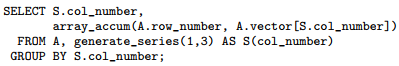 SELECT S.col_number,
       array_accum(A.row_number, A.vector[S.col_number])
  FROM A, generate_series(1,3) AS S(col_number)
 GROUP BY S.col_number;